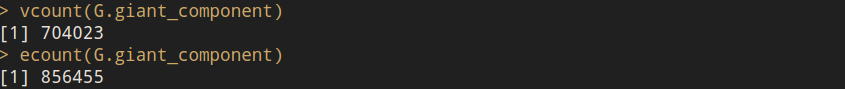 > vcount(G.giant_component)
[1] 704023
> ecount(G.giant_component)
[1] 856455